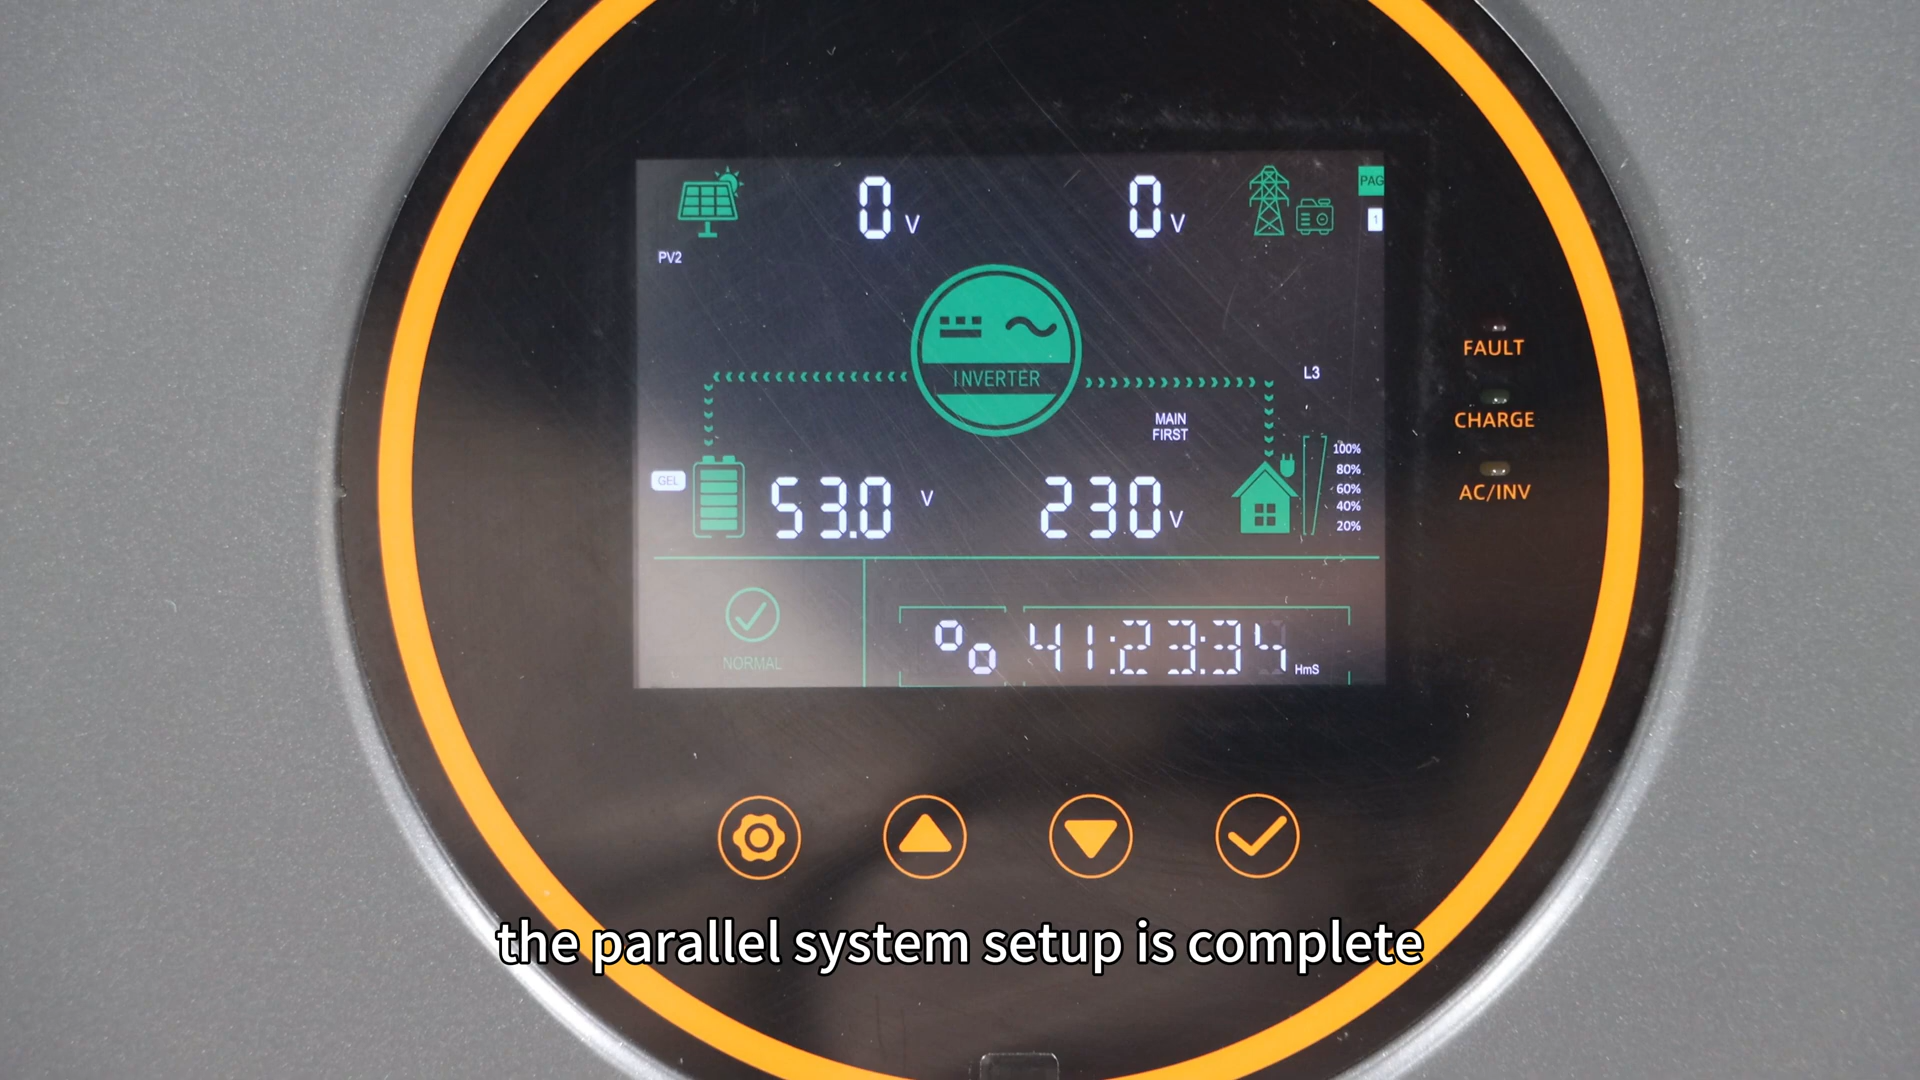 0 V
0 V
PAG
1
PV2
INVERTER
L3
FAULT
MAIN
FIRST
CHARGE
100%
80%
60%
40%
20%
GEL
53.0 V
230 V
AC/INV
NORMAL
41:23:34 HmS
the parallel system setup is complete